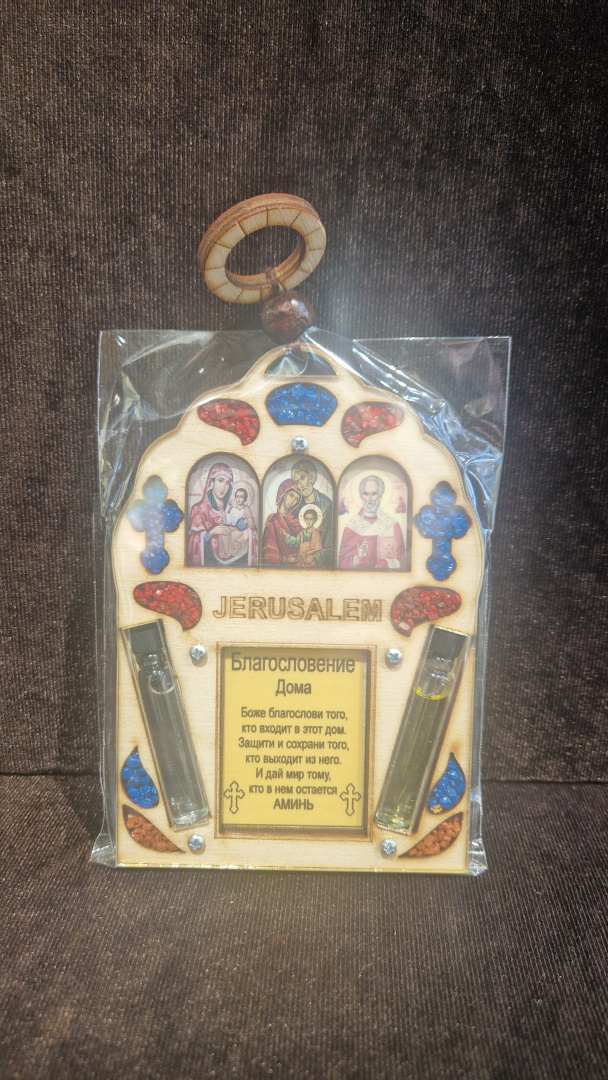 JERUSALEM
Благословение
Дома
Боже благослови того,
кто входит в этот дом.
Защити и сохрани того,
кто выходит из него.
И дай мир тому,
кто в нем остается
АМИНЬ